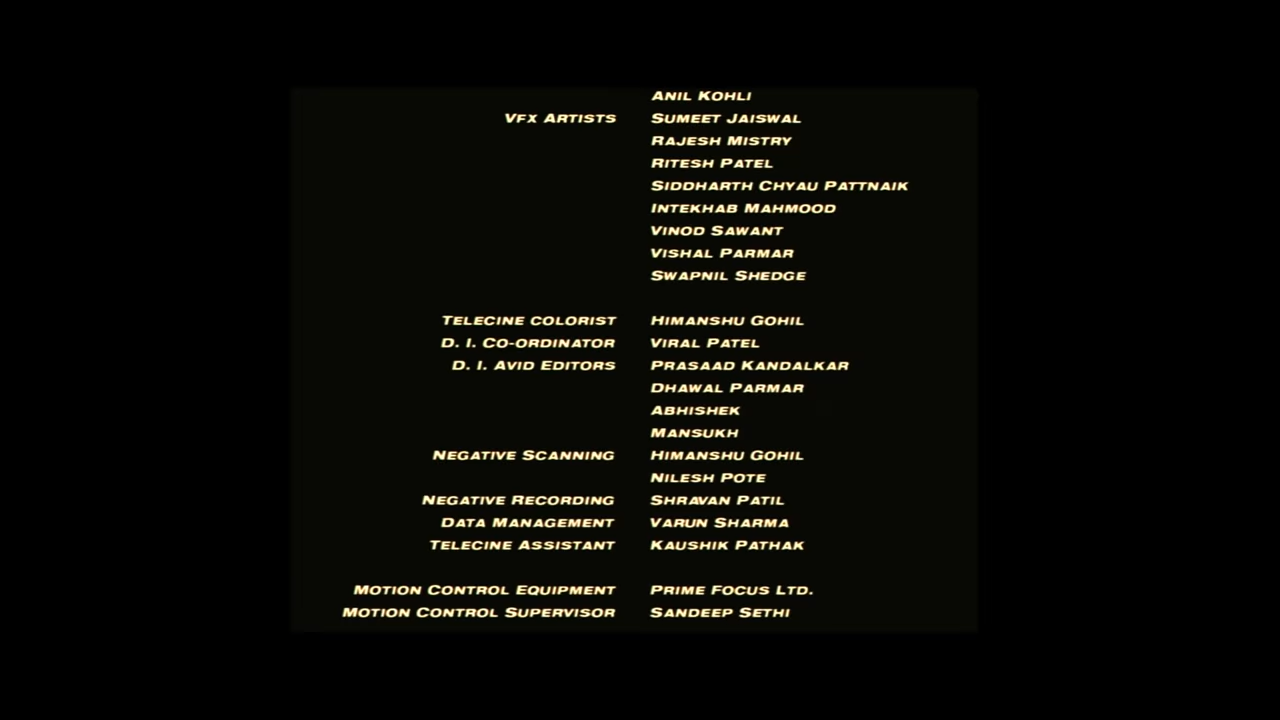 ANIL KOHLI
VFX ARTISTS SUMEET JAISWAL
RAJESH MISTRY
RITESH PATEL
SIDDHARTH CHYAU PATTNAIK
INTEKHAB MAHMOOD
VINOD SAWANT
VISHAL PARMAR
SWAPNIL SHEDGE
TELECINE COLORIST HIMANSHU GOHIL
D. I. CO-ORDINATOR VIRAL PATEL
D. I. AVID EDITORS PRASAAD KANDALKAR
DHAWAL PARMAR
ABHISHEK
MANSUKH
NEGATIVE SCANNING HIMANSHU GOHIL
NILESH POTE
NEGATIVE RECORDING SHRAVAN PATIL
DATA MANAGEMENT VARUN SHARMA
TELECINE ASSISTANT KAUSHIK PATHAK
MOTION CONTROL EQUIPMENT PRIME FOCUS LTD.
MOTION CONTROL SUPERVISOR SANDEEP SETHI